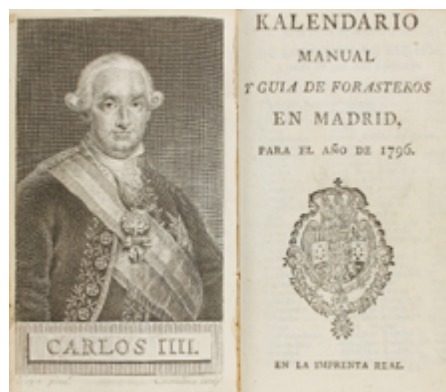 CARLOS IIII.
KALENDARIO
MANUAL
Y GUIA DE FORASTEROS
EN MADRID,
PARA EL AÑO DE 1796.
EN LA IMPRENTA REAL.